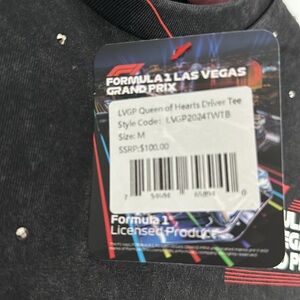 F1
FORMULA 1 LAS VEGAS
GRAND PRIX
LVGP Queen of Hearts Driver Tee
Style Code: LVGP2024TWTB
Size: M
SSRP:$100.00
Formula 1®
Licensed Product